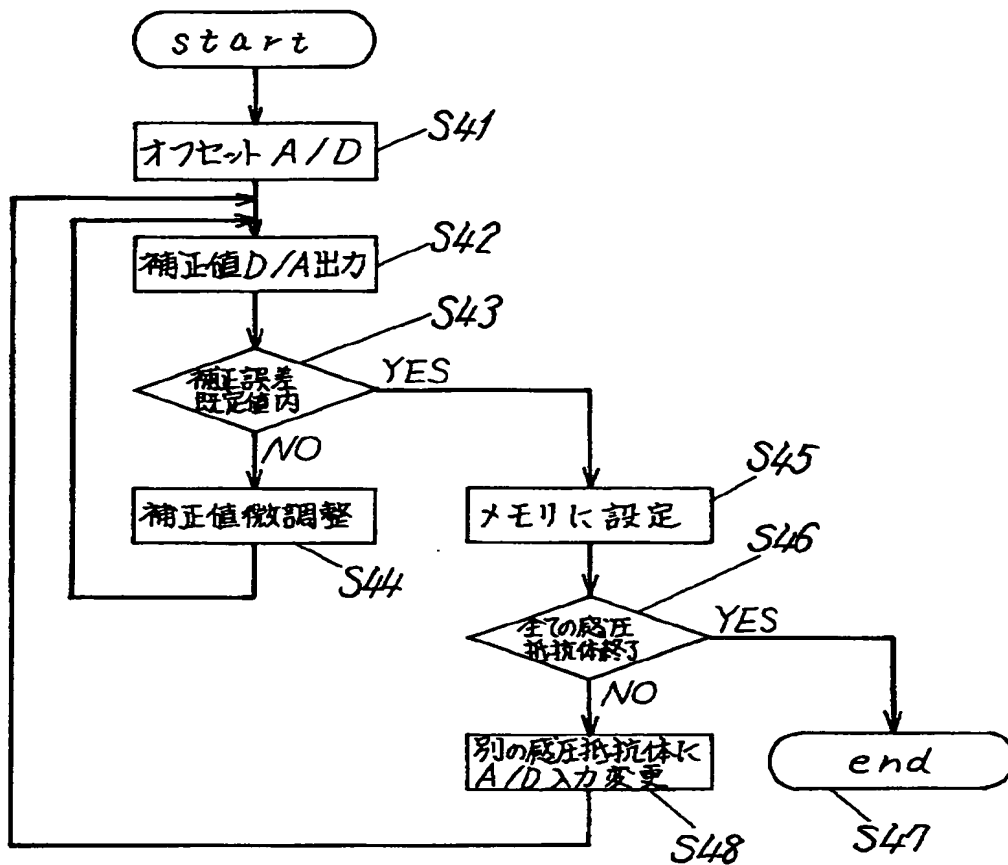 start
S41
オフセット A/D
S42
補正値D/A出力
S43
補正誤差
既定値内
YES
NO
S45
補正値微調整
メモリに設定
S44
S46
全ての感圧
抵抗体終了
YES
NO
別の感圧抵抗体に
A/D入力変更
end
S48
S47